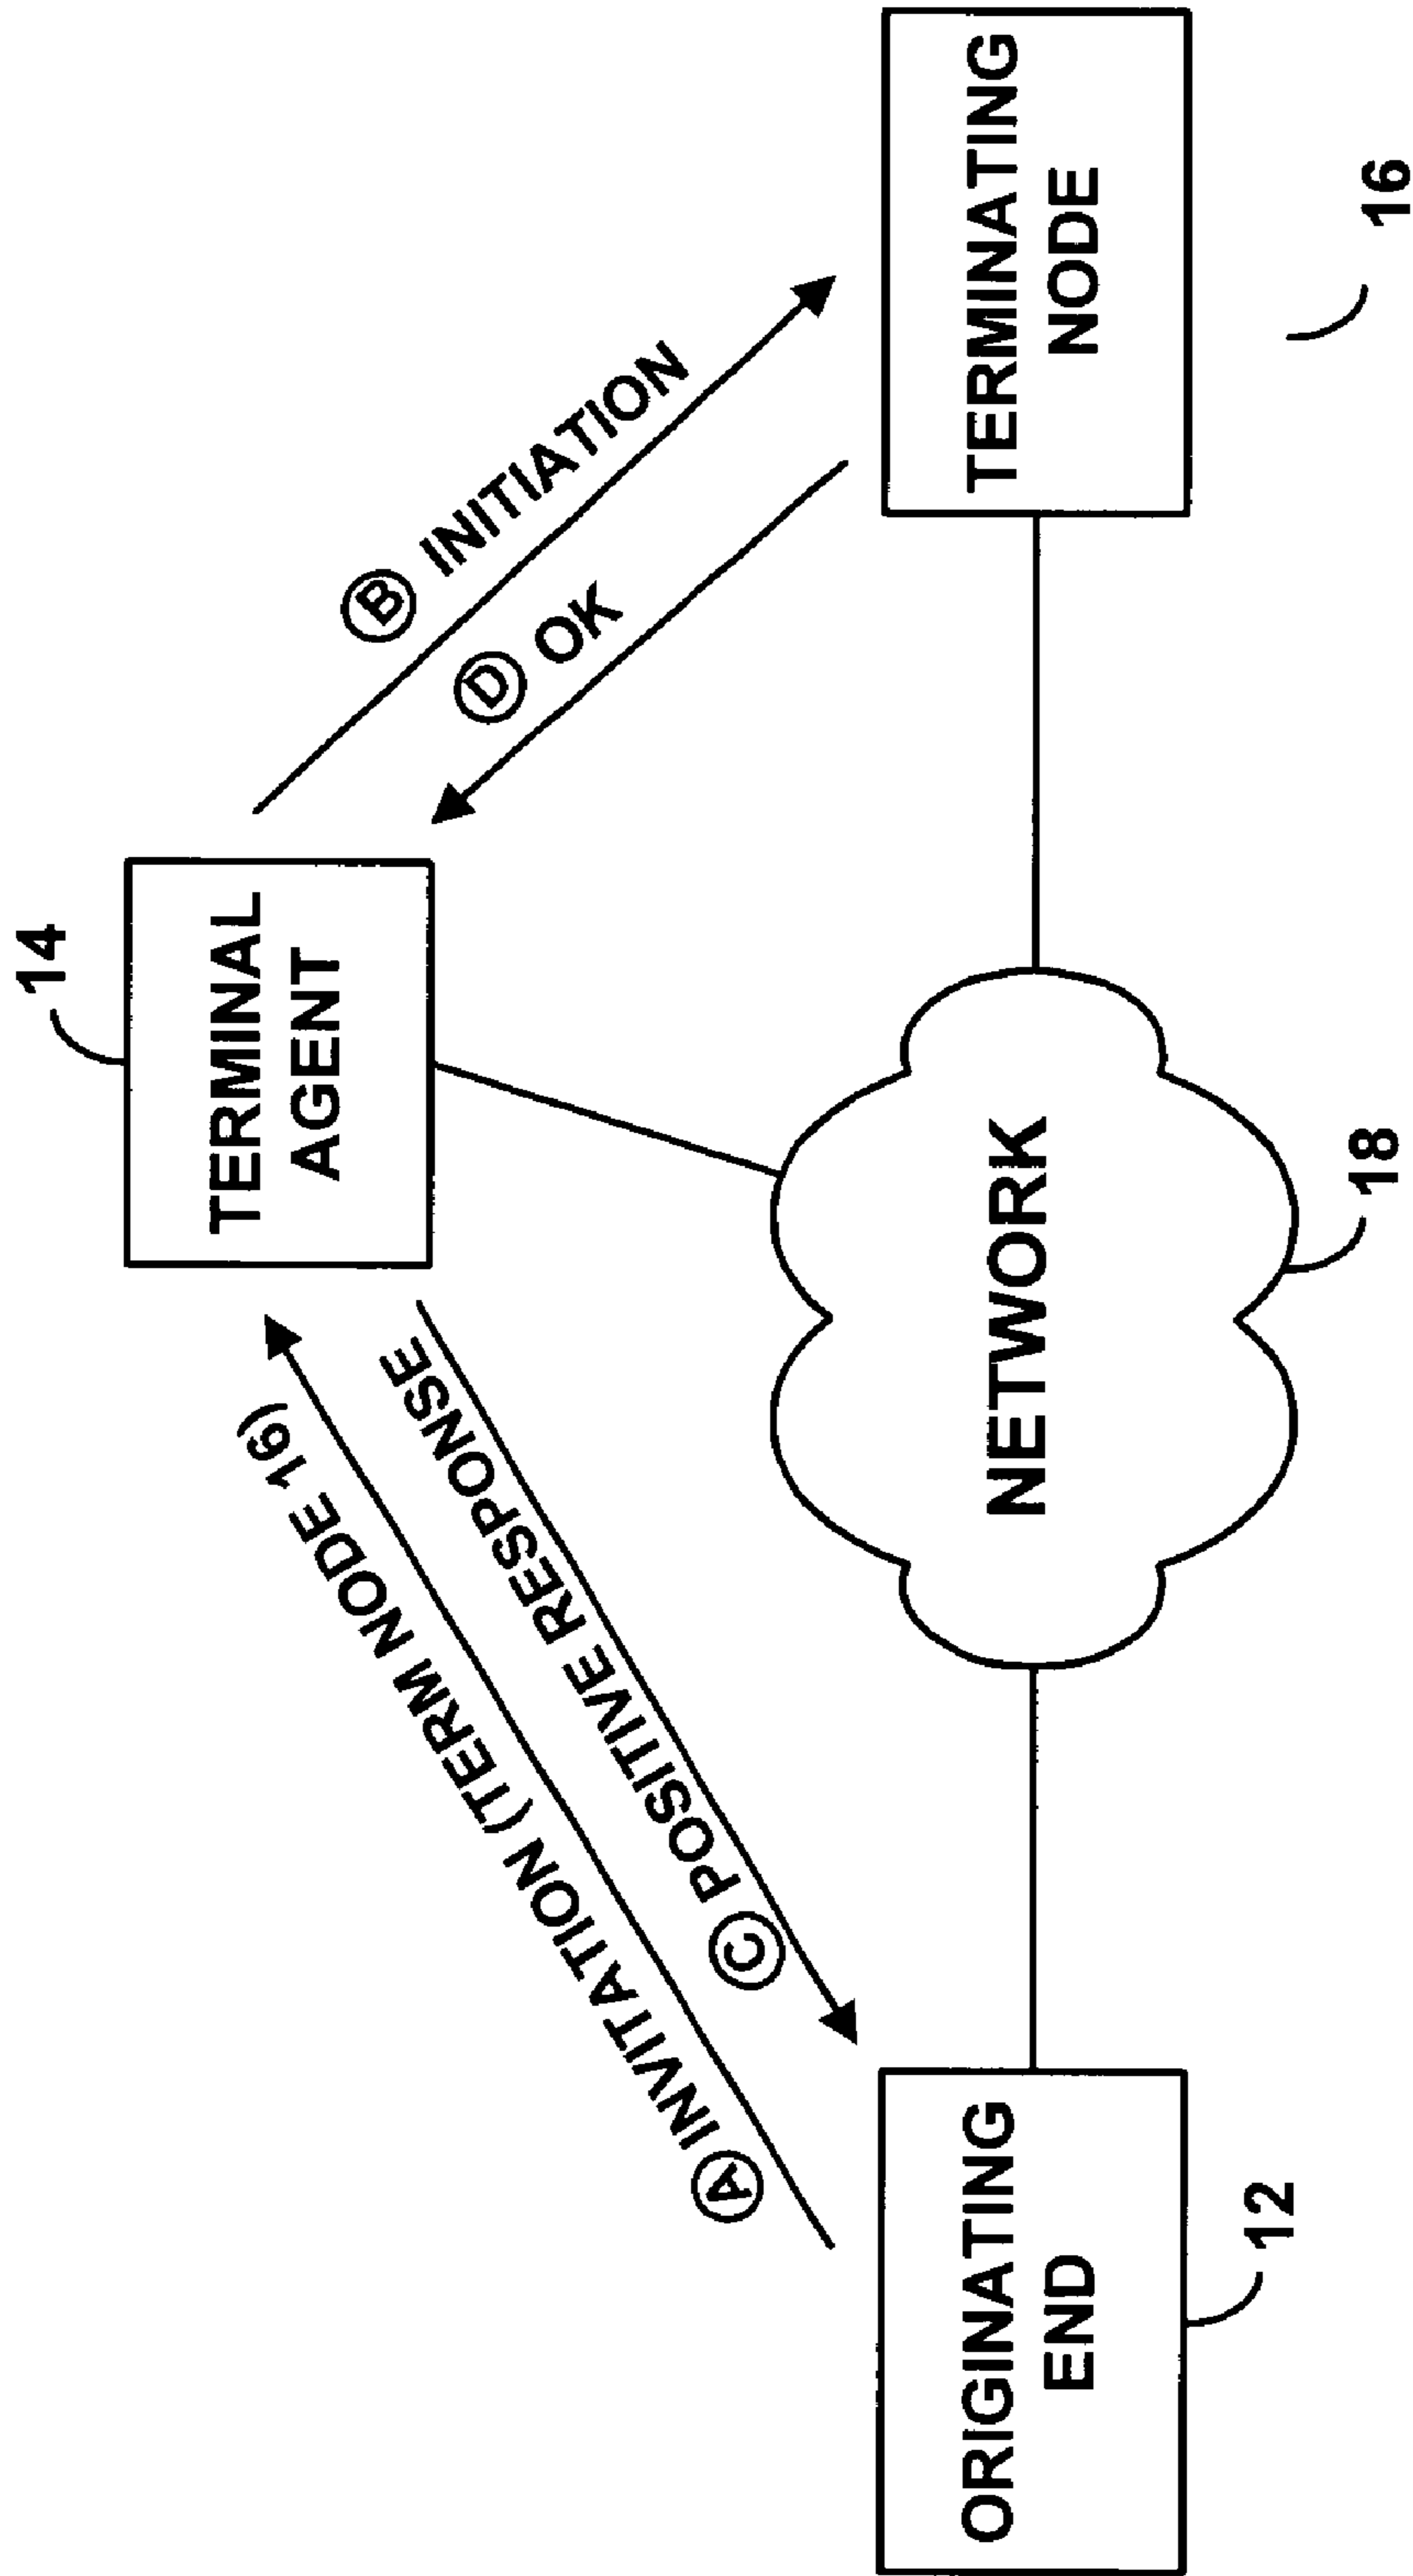 14
TERMINAL
AGENT
Ⓐ INVITATION (TERM NODE 16)
Ⓒ POSITIVE RESPONSE
Ⓑ INITIATION
Ⓓ OK
ORIGINATING
END
12
NETWORK
18
TERMINATING
NODE
16